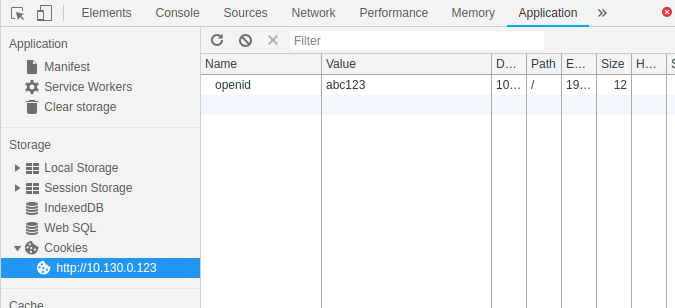 Elements Console Sources Network Performance Memory Application »
Application
Manifest
Service Workers
Clear storage
Storage
Local Storage
Session Storage
IndexedDB
Web SQL
Cookies
http://10.130.0.123
Cache
Filter
Name Value D… Path E… Size H… S
openid abc123 10… / 19… 12